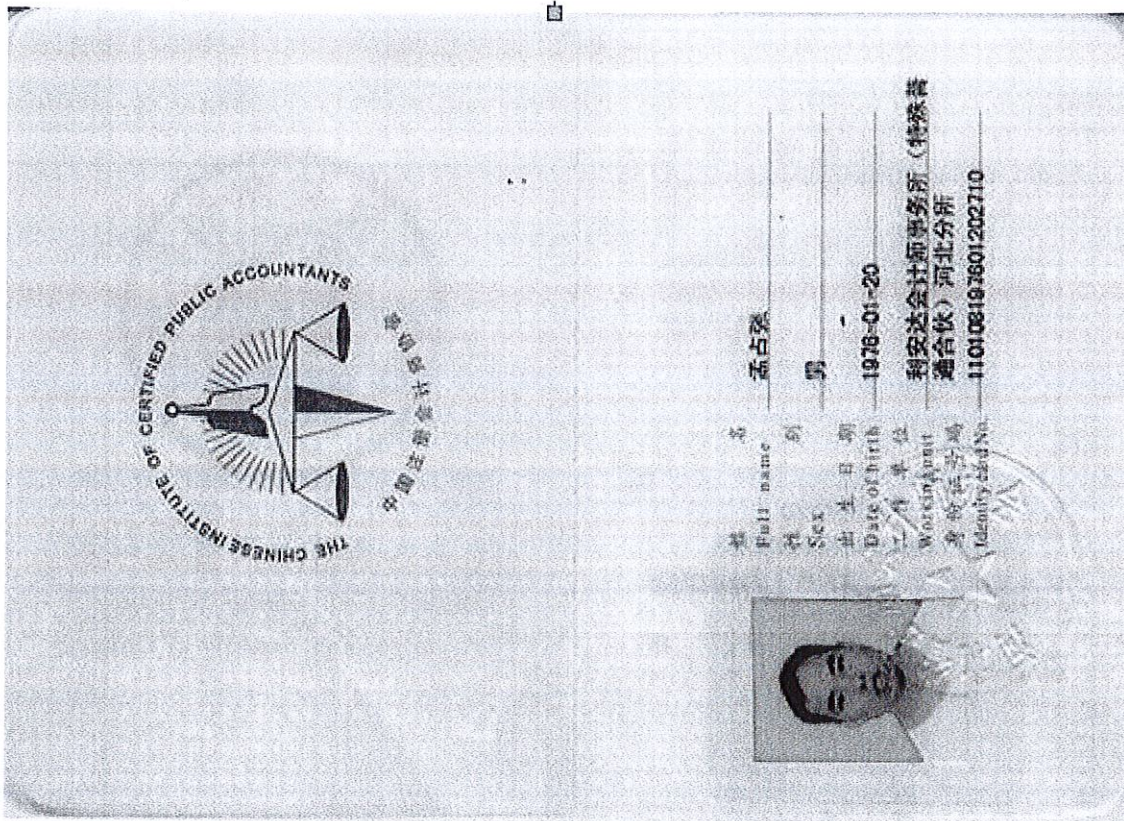 THE CHINESE INSTITUTE OF CERTIFIED PUBLIC ACCOUNTANTS
中国注册会计师协会
姓 名 孟占强
Full name
性 别 男
Sex
出 生 日 期 1976-01-20
Date of birth
工 作 单 位 利安达会计师事务所（特殊普
Working unit 通合伙）河北分所
身份证号码 110108197601202710
Identity card No.